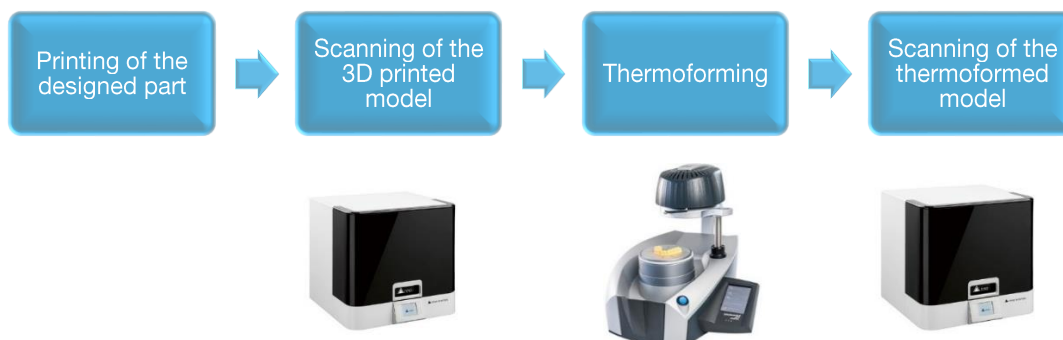 Printing of the
designed part
Scanning of the
3D printed
model
Thermoforming
Scanning of the
thermoformed
model